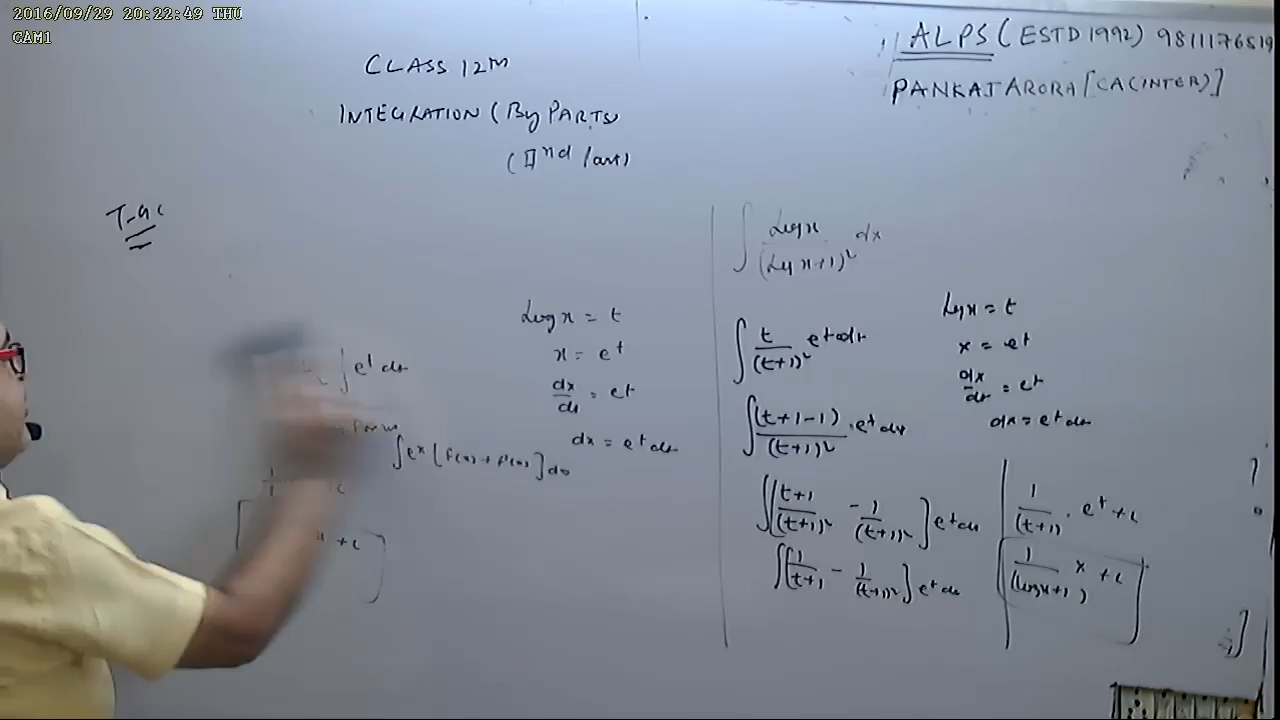 2016/09/29 20:22:49 THU
CAM1
ALPS (ESTD 1992) 9811176519
PANKAJ ARORA [CA(INTER)]
CLASS 12th
INTEGRATION (By PARTS
(IInd Part)
log x = t
x = e^t
dx/dt = e^t
dx = e^t dt
∫ e^t dt
form
∫e^x [f(x) + f'(x)] dx
+ c
∫ Log x / (Log x + 1)² dx
∫ t/(t+1)² e^t dt
∫ (t+1-1)/(t+1)² . e^t dt
∫[(t+1)/(t+1)² - 1/(t+1)²] e^t dt
∫[1/(t+1) - 1/(t+1)²] e^t dt
Log x = t
x = e^t
dx/dt = e^t
dx = e^t dt
1/(t+1) . e^t + c
1/(log x + 1) x + c